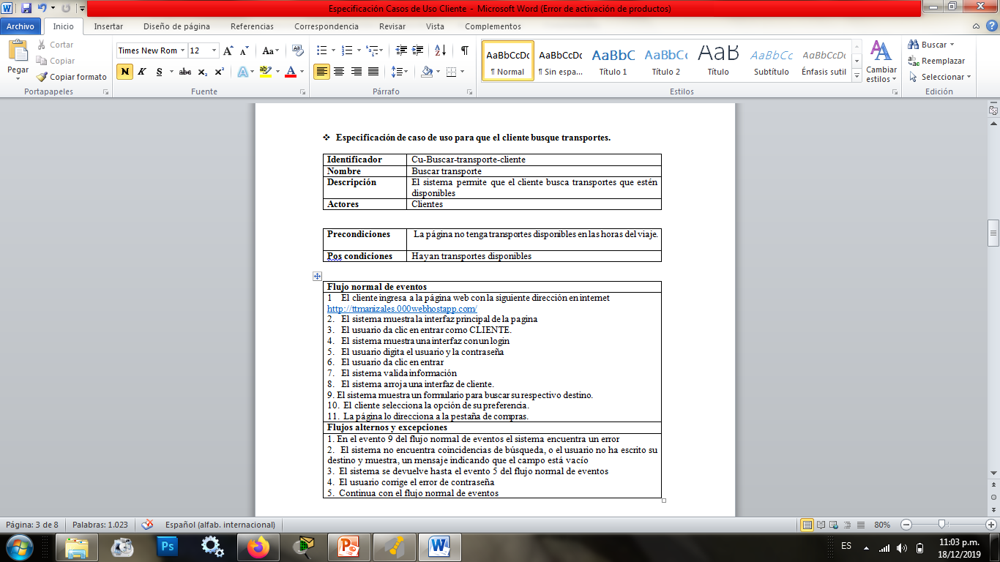 Especificación Casos de Uso Cliente - Microsoft Word (Error de activación de productos)
Archivo Inicio Insertar Diseño de página Referencias Correspondencia Revisar Vista Complementos
Pegar
Cortar
Copiar
Copiar formato
Portapapeles
Times New Rom 12
N K S abc x₂ x²
Fuente
Párrafo
AaBbCcDc AaBbCcDc AaBbC AaBbCc AaB AaBbCc AaBbCcDc
¶ Normal ¶ Sin espa... Título 1 Título 2 Título Subtítulo Énfasis sutil
Estilos
Cambiar estilos
Buscar
Reemplazar
Seleccionar
Edición
❖ Especificación de caso de uso para que el cliente busque transportes.
Identificador Cu-Buscar-transporte-cliente
Nombre Buscar transporte
Descripción El sistema permite que el cliente busca transportes que estén
disponibles
Actores Clientes
Precondiciones La página no tenga transportes disponibles en las horas del viaje.
Pos condiciones Hayan transportes disponibles
Flujo normal de eventos
1 El cliente ingresa a la página web con la siguiente dirección en internet
http://ttmanizales.000webhostapp.com/
2. El sistema muestra la interfaz principal de la pagina
3. El usuario da clic en entrar como CLIENTE.
4. El sistema muestra una interfaz con un login
5. El usuario digita el usuario y la contraseña
6. El usuario da clic en entrar
7. El sistema valida información
8. El sistema arroja una interfaz de cliente.
9. El sistema muestra un formulario para buscar su respectivo destino.
10. El cliente selecciona la opción de su preferencia.
11. La página lo direcciona a la pestaña de compras.
Flujos alternos y excepciones
1. En el evento 9 del flujo normal de eventos el sistema encuentra un error
2. El sistema no encuentra coincidencias de búsqueda, o el usuario no ha escrito su
destino y muestra, un mensaje indicando que el campo está vacío
3. El sistema se devuelve hasta el evento 5 del flujo normal de eventos
4. El usuario corrige el error de contraseña
5. Continua con el flujo normal de eventos
Página: 3 de 8 Palabras: 1.023 Español (alfab. internacional) 80%
Ps
ES
11:03 p.m.
18/12/2019